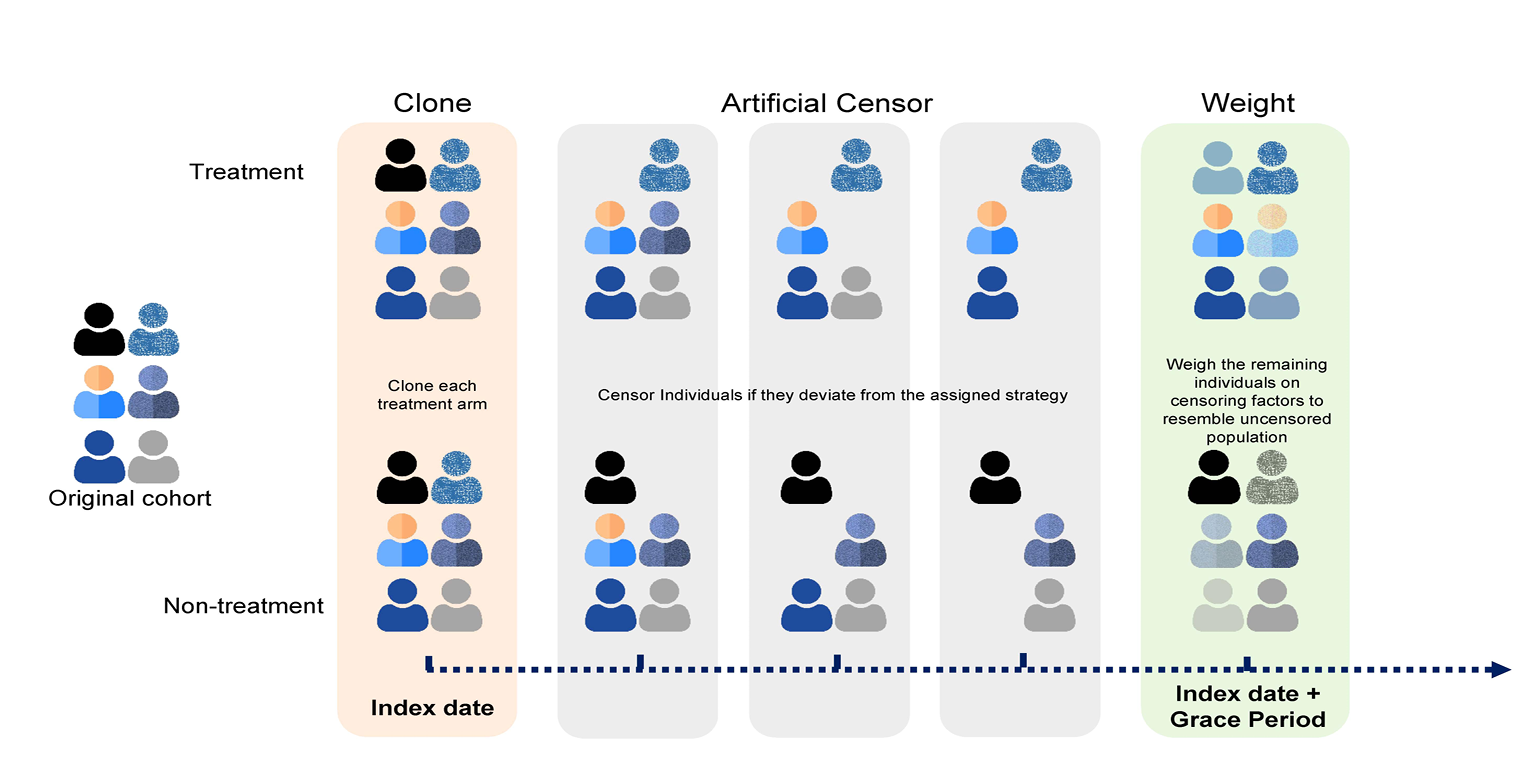 Clone
Artificial Censor
Weight
Treatment
Clone each
treatment arm
Censor Individuals if they deviate from the assigned strategy
Weigh the remaining
individuals on
censoring factors to
resemble uncensored
population
Original cohort
Non-treatment
Index date
Index date +
Grace Period